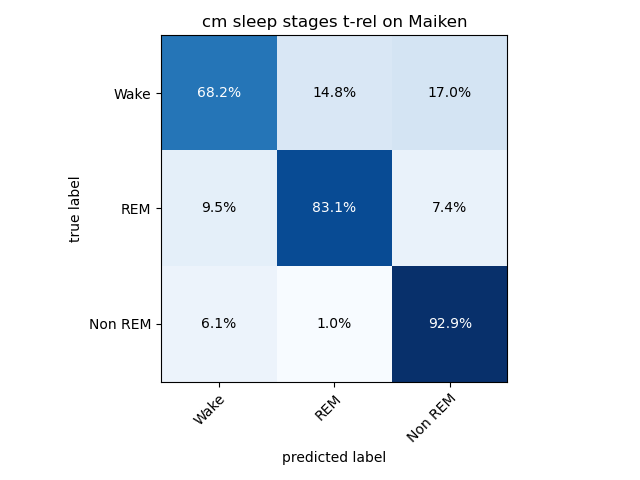 cm sleep stages t-rel on Maiken
true label
Wake
68.2%
14.8%
17.0%
REM
9.5%
83.1%
7.4%
Non REM
6.1%
1.0%
92.9%
Wake
REM
Non REM
predicted label